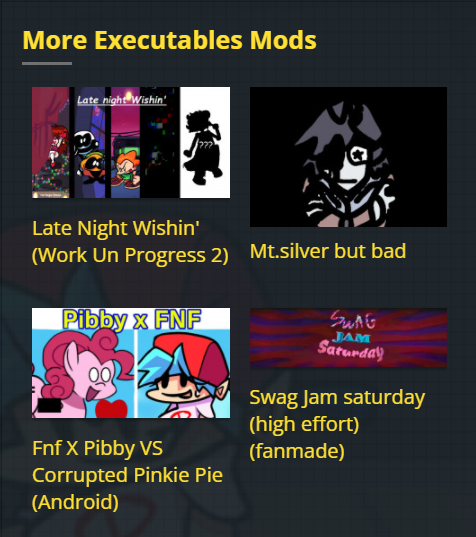 More Executables Mods
Late night Wishin'
???
Late Night Wishin'
(Work Un Progress 2)
Mt.silver but bad
Pibby x FNF
Fnf X Pibby VS
Corrupted Pinkie Pie
(Android)
SWAG
JAM
Saturday
Swag Jam saturday
(high effort)
(fanmade)